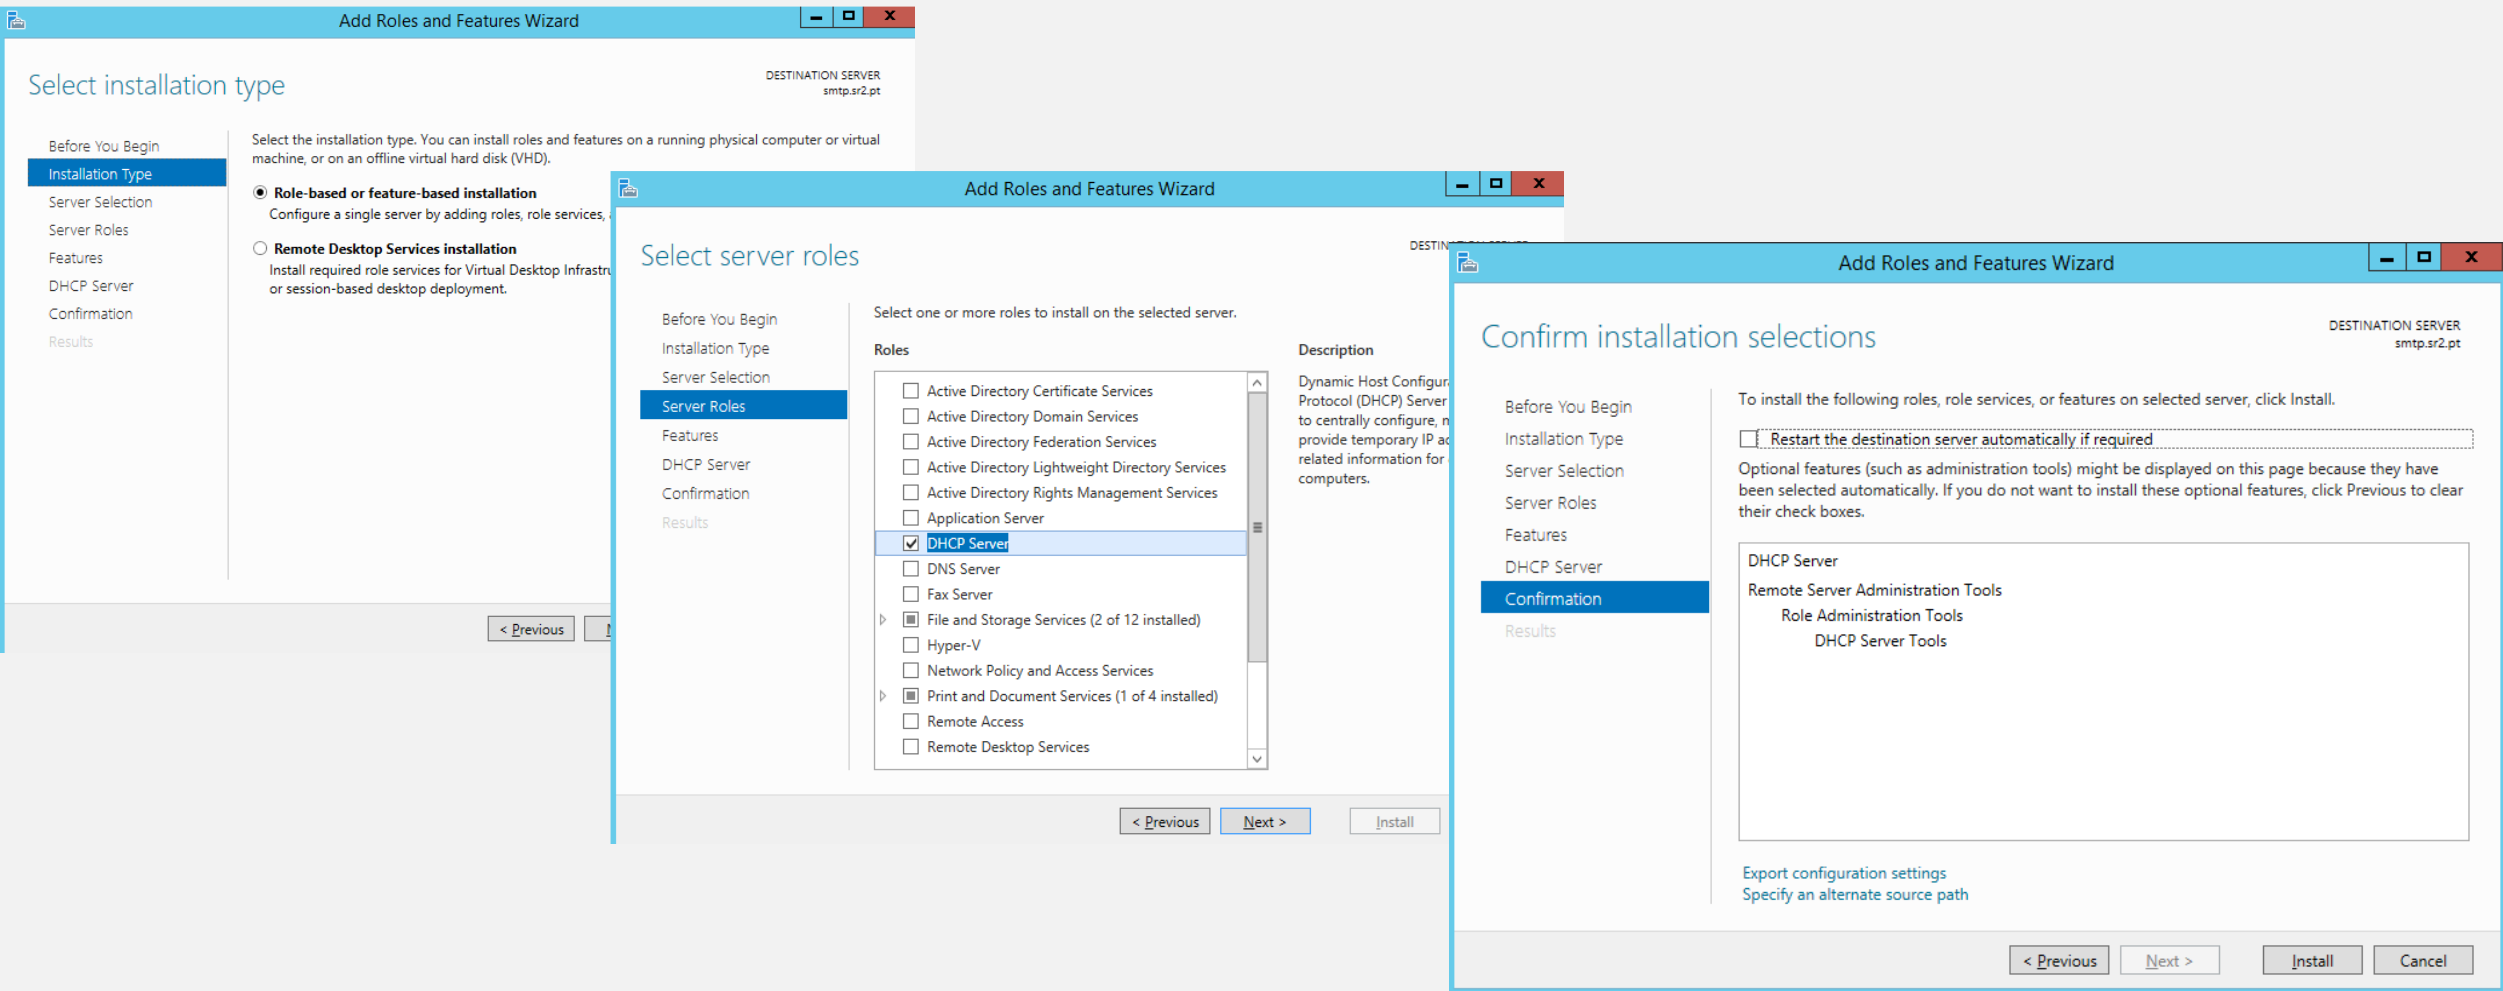 Add Roles and Features Wizard
Select installation type
DESTINATION SERVER
smtp.sr2.pt
Before You Begin
Installation Type
Server Selection
Server Roles
Features
DHCP Server
Confirmation
Results
Select the installation type. You can install roles and features on a running physical computer or virtual
machine, or on an offline virtual hard disk (VHD).
Role-based or feature-based installation
Configure a single server by adding roles, role services,
Remote Desktop Services installation
Install required role services for Virtual Desktop
or session-based desktop deployment.
< Previous
Add Roles and Features Wizard
Select server roles
Before You Begin
Installation Type
Server Selection
Server Roles
Features
DHCP Server
Confirmation
Results
Select one or more roles to install on the selected server.
Roles
Active Directory Certificate Services
Active Directory Domain Services
Active Directory Federation Services
Active Directory Lightweight Directory Services
Active Directory Rights Management Services
Application Server
DHCP Server
DNS Server
Fax Server
File and Storage Services (2 of 12 installed)
Hyper-V
Network Policy and Access Services
Print and Document Services (1 of 4 installed)
Remote Access
Remote Desktop Services
Description
Dynamic Host
Protocol (DHCP) Server
to centrally configure,
provide temporary IP
related information for
computers.
< Previous
Next >
Install
Add Roles and Features Wizard
Confirm installation selections
DESTINATION SERVER
smtp.sr2.pt
Before You Begin
Installation Type
Server Selection
Server Roles
Features
DHCP Server
Confirmation
Results
To install the following roles, role services, or features on selected server, click Install.
Restart the destination server automatically if required
Optional features (such as administration tools) might be displayed on this page because they have
been selected automatically. If you do not want to install these optional features, click Previous to clear
their check boxes.
DHCP Server
Remote Server Administration Tools
Role Administration Tools
DHCP Server Tools
Export configuration settings
Specify an alternate source path
< Previous
Next >
Install
Cancel